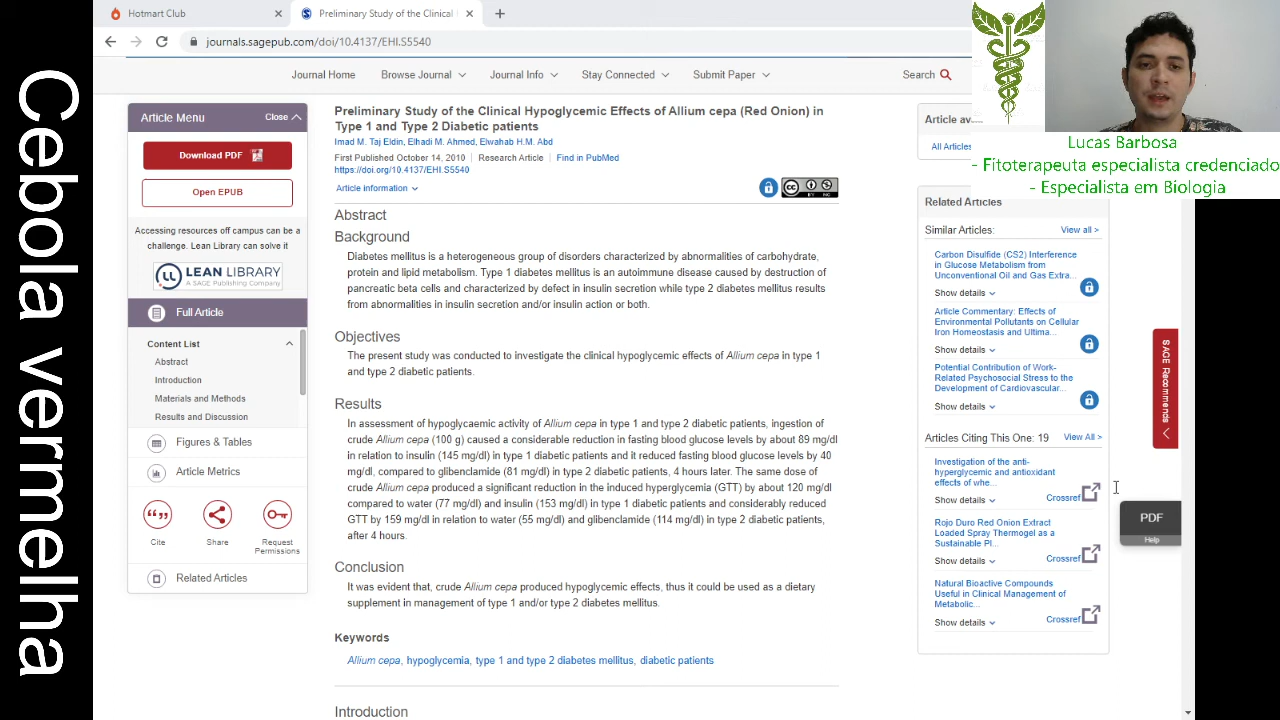 Cebola vermelha
Hotmart Club
Preliminary Study of the Clinical
journals.sagepub.com/doi/10.4137/EHI.S5540
Journal Home
Browse Journal
Journal Info
Stay Connected
Submit Paper
Search
Lucas Barbosa
- Fitoterapeuta especialista credenciado
- Especialista em Biologia
Article Menu
Close
Download PDF
Open EPUB
Accessing resources off campus can be a
challenge. Lean Library can solve it
LL
LEAN LIBRARY
A SAGE Publishing Company
Full Article
Content List
Abstract
Introduction
Materials and Methods
Results and Discussion
Figures & Tables
Article Metrics
Cite
Share
Request
Permissions
Related Articles
Preliminary Study of the Clinical Hypoglycemic Effects of Allium cepa (Red Onion) in
Type 1 and Type 2 Diabetic patients
Imad M. Taj Eldin, Elhadi M. Ahmed, Elwahab H.M. Abd
First Published October 14, 2010 | Research Article | Find in PubMed
https://doi.org/10.4137/EHI.S5540
Article information
cc
BY NC
Abstract
Background
Diabetes mellitus is a heterogeneous group of disorders characterized by abnormalities of carbohydrate,
protein and lipid metabolism. Type 1 diabetes mellitus is an autoimmune disease caused by destruction of
pancreatic beta cells and characterized by defect in insulin secretion while type 2 diabetes mellitus results
from abnormalities in insulin secretion and/or insulin action or both.
Objectives
The present study was conducted to investigate the clinical hypoglycemic effects of Allium cepa in type 1
and type 2 diabetic patients.
Results
In assessment of hypoglycaemic activity of Allium cepa in type 1 and type 2 diabetic patients, ingestion of
crude Allium cepa (100 g) caused a considerable reduction in fasting blood glucose levels by about 89 mg/dl
in relation to insulin (145 mg/dl) in type 1 diabetic patients and it reduced fasting blood glucose levels by 40
mg/dl, compared to glibenclamide (81 mg/dl) in type 2 diabetic patients, 4 hours later. The same dose of
crude Allium cepa produced a significant reduction in the induced hyperglycemia (GTT) by about 120 mg/dl
compared to water (77 mg/dl) and insulin (153 mg/dl) in type 1 diabetic patients and considerably reduced
GTT by 159 mg/dl in relation to water (55 mg/dl) and glibenclamide (114 mg/dl) in type 2 diabetic patients,
after 4 hours.
Conclusion
It was evident that, crude Allium cepa produced hypoglycemic effects, thus it could be used as a dietary
supplement in management of type 1 and/or type 2 diabetes mellitus.
Keywords
Allium cepa, hypoglycemia, type 1 and type 2 diabetes mellitus, diabetic patients
Introduction
Article
All Articles
Related Articles
Similar Articles:
View all >
Carbon Disulfide (CS2) Interference
in Glucose Metabolism from
Unconventional Oil and Gas Extra...
Show details
Article Commentary: Effects of
Environmental Pollutants on Cellular
Iron Homeostasis and Ultima...
Show details
Potential Contribution of Work-
Related Psychosocial Stress to the
Development of Cardiovascular...
Show details
Articles Citing This One: 19
View All >
Investigation of the anti-
hyperglycemic and antioxidant
effects of whe...
Show details
Crossref
Rojo Duro Red Onion Extract
Loaded Spray Thermogel as a
Sustainable Pl...
Show details
Crossref
Natural Bioactive Compounds
Useful in Clinical Management of
Metabolic...
Show details
Crossref
SAGE Recommends
PDF
Help